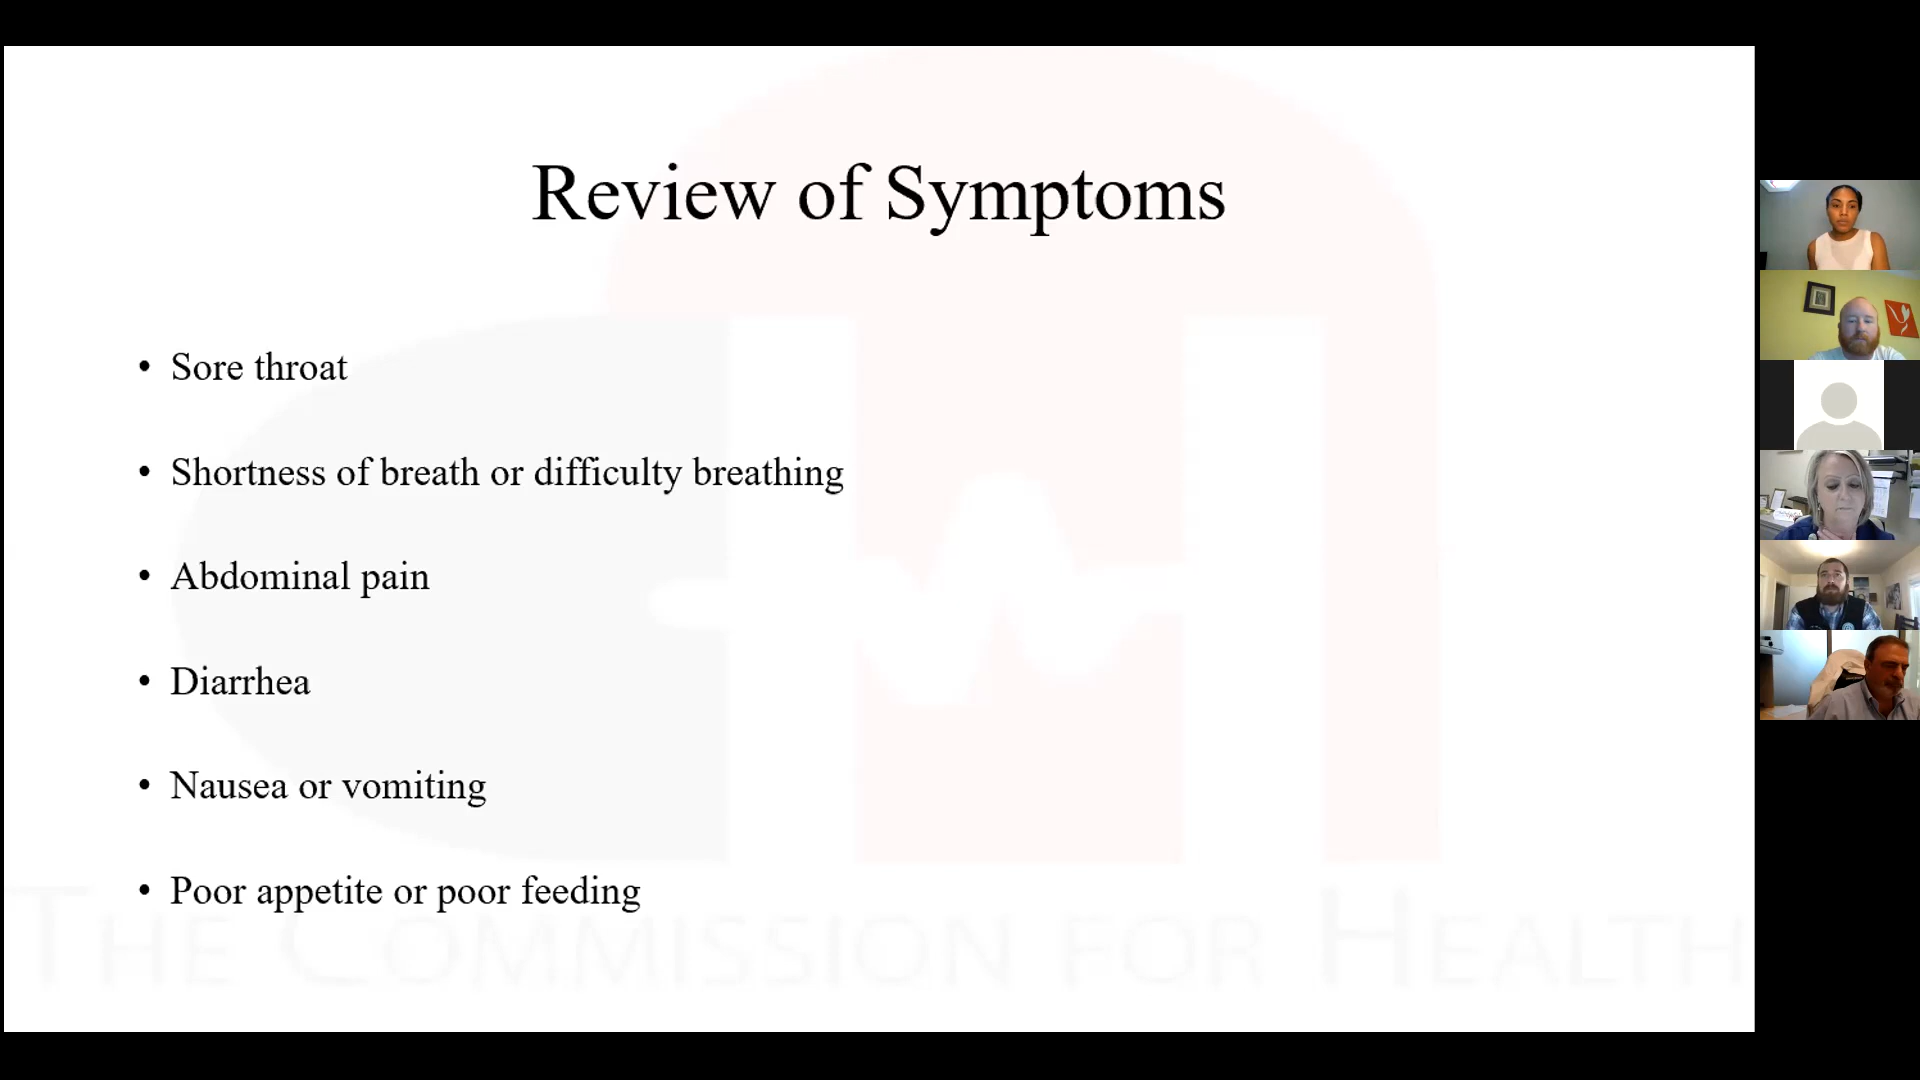 Review of Symptoms
• Sore throat
• Shortness of breath or difficulty breathing
• Abdominal pain
• Diarrhea
• Nausea or vomiting
• Poor appetite or poor feeding
THE COMMISSION FOR HEALTH